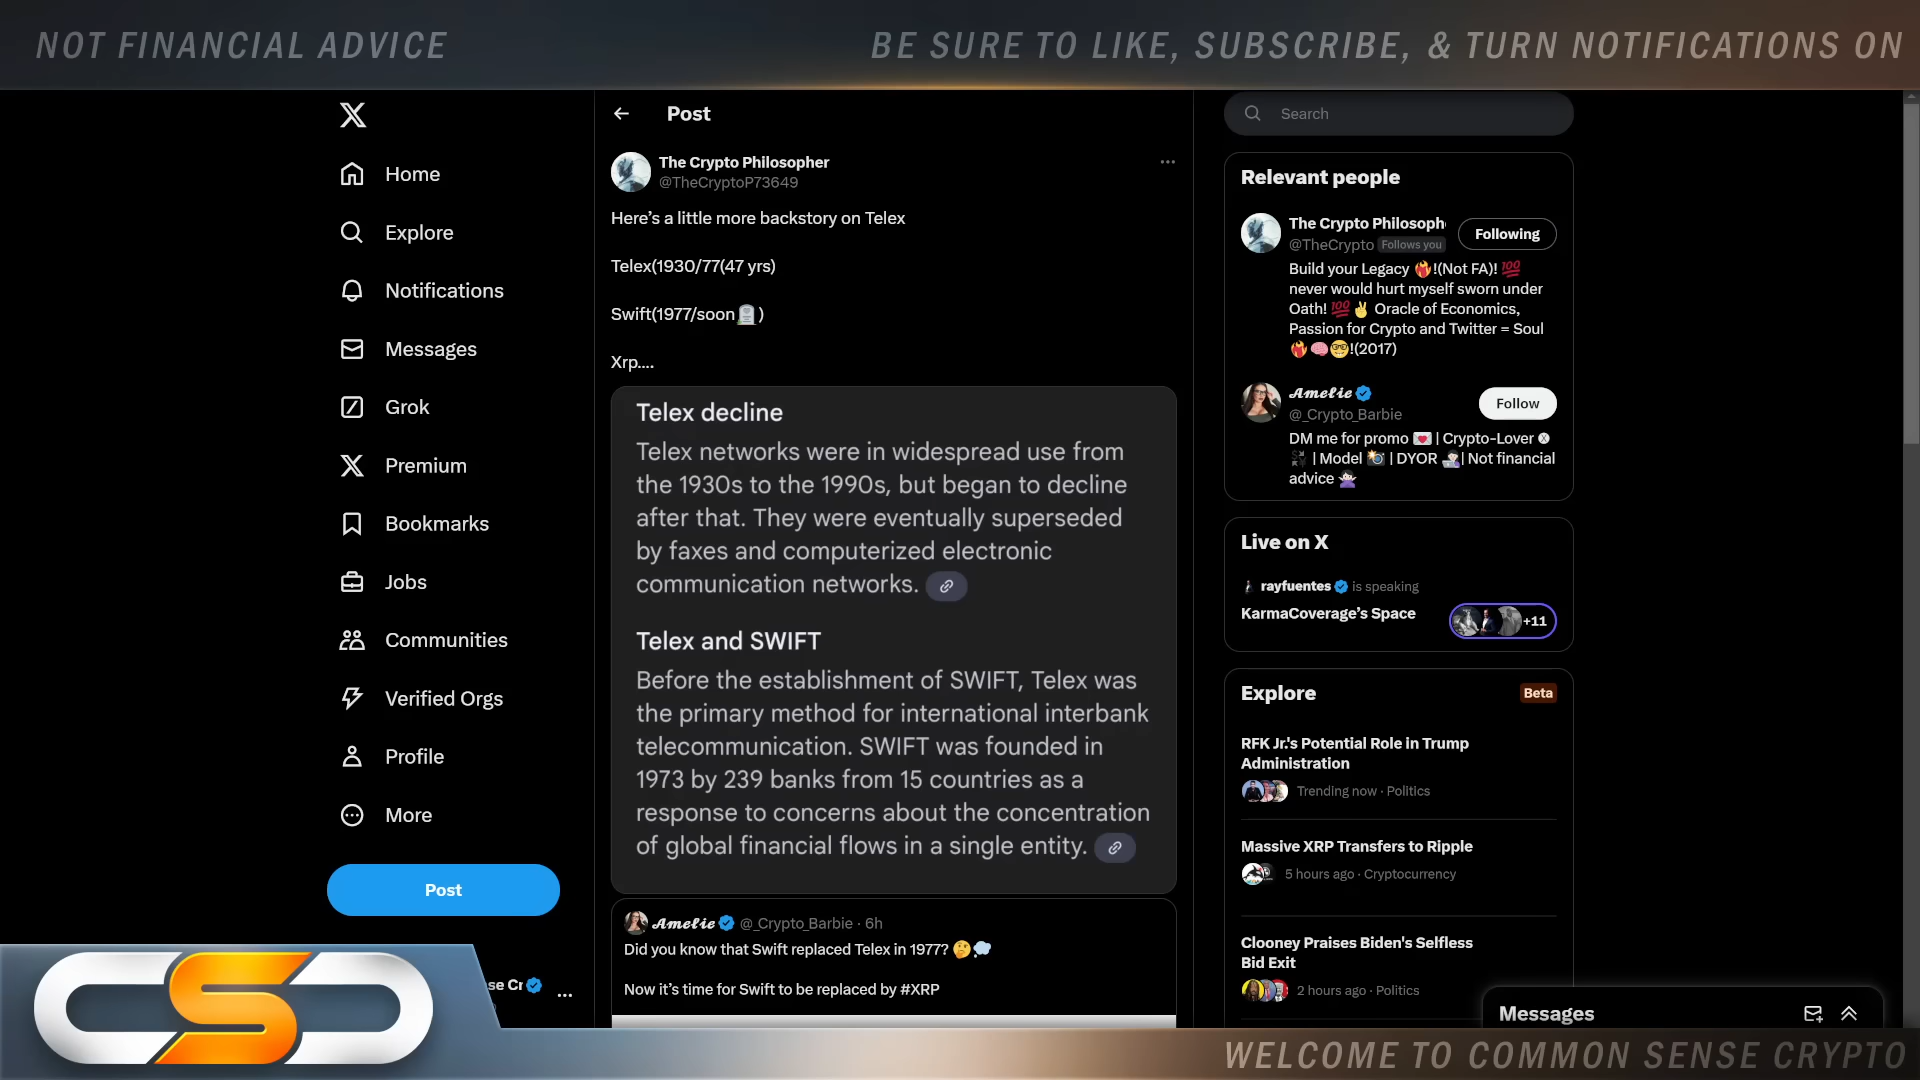 NOT FINANCIAL ADVICE
BE SURE TO LIKE, SUBSCRIBE, & TURN NOTIFICATIONS ON
Home
Explore
Notifications
Messages
Grok
Premium
Bookmarks
Jobs
Communities
Verified Orgs
Profile
More
Post
se Cr
Post
The Crypto Philosopher
@TheCryptoP73649
Here's a little more backstory on Telex
Telex(1930/77(47 yrs)
Swift(1977/soon🪦)
Xrp....
Telex decline
Telex networks were in widespread use from
the 1930s to the 1990s, but began to decline
after that. They were eventually superseded
by faxes and computerized electronic
communication networks.
Telex and SWIFT
Before the establishment of SWIFT, Telex was
the primary method for international interbank
telecommunication. SWIFT was founded in
1973 by 239 banks from 15 countries as a
response to concerns about the concentration
of global financial flows in a single entity.
𝓐𝓶𝓮𝓵𝓲𝓮 @_Crypto_Barbie · 6h
Did you know that Swift replaced Telex in 1977? 🤔💭
Now it's time for Swift to be replaced by #XRP
Search
Relevant people
The Crypto Philosoph
Following
@TheCrypto Follows you
Build your Legacy ❤️‍🔥!(Not FA)! 💯
never would hurt myself sworn under
Oath! 💯✌️ Oracle of Economics,
Passion for Crypto and Twitter = Soul
❤️‍🔥🧠🤓!(2017)
𝓐𝓶𝓮𝓵𝓲𝓮
Follow
@_Crypto_Barbie
DM me for promo 💌 | Crypto-Lover
| Model 📸 | DYOR 👩🏻‍💻| Not financial
advice 🙅🏻‍♀️
Live on X
rayfuentes is speaking
KarmaCoverage's Space
+11
Explore
Beta
RFK Jr.'s Potential Role in Trump
Administration
Trending now · Politics
Massive XRP Transfers to Ripple
5 hours ago · Cryptocurrency
Clooney Praises Biden's Selfless
Bid Exit
2 hours ago · Politics
Messages
CSC
WELCOME TO COMMON SENSE CRYPTO